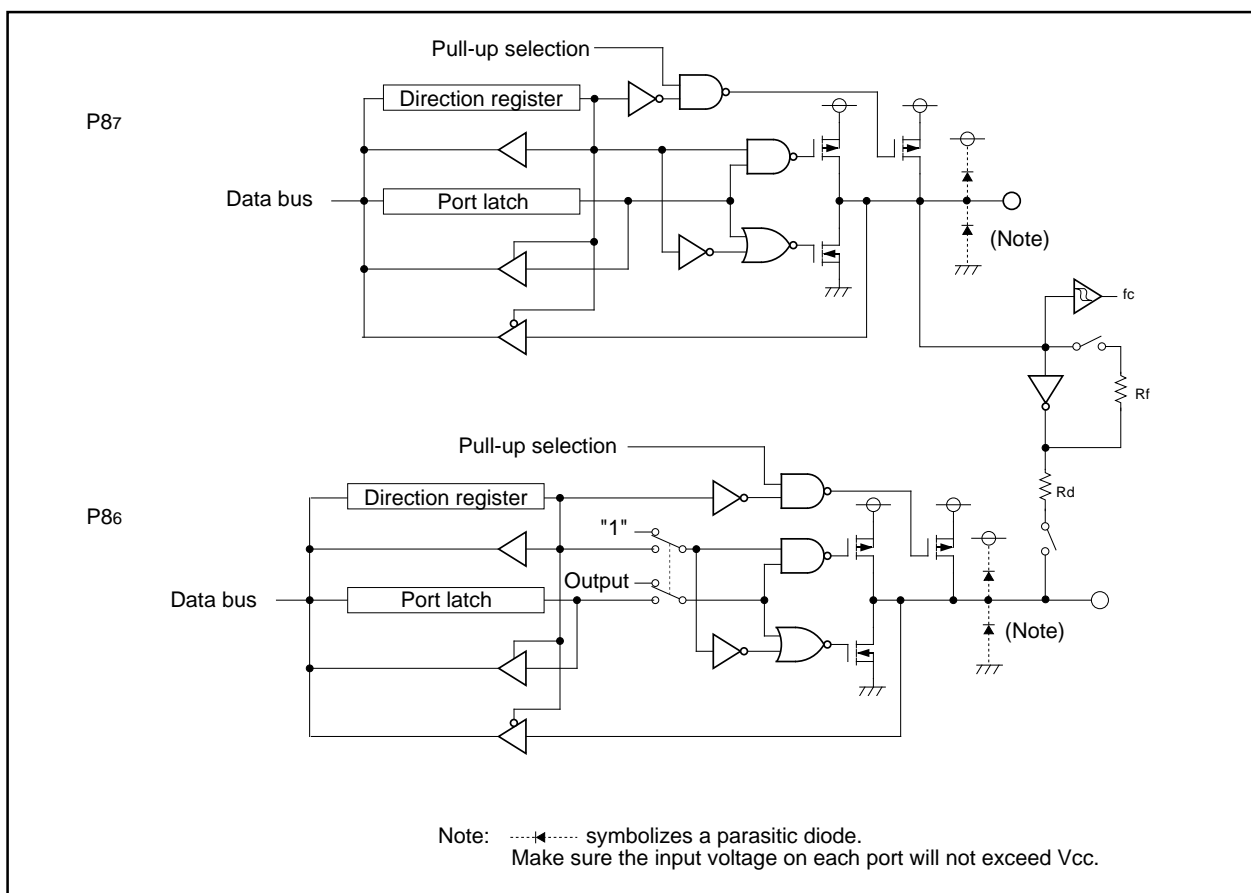 Pull-up selection
Direction register
P87
Data bus
Port latch
(Note)
fc
Rf
Pull-up selection
Direction register
Rd
P86
"1"
Output
Data bus
Port latch
(Note)
Note: symbolizes a parasitic diode.
Make sure the input voltage on each port will not exceed Vcc.